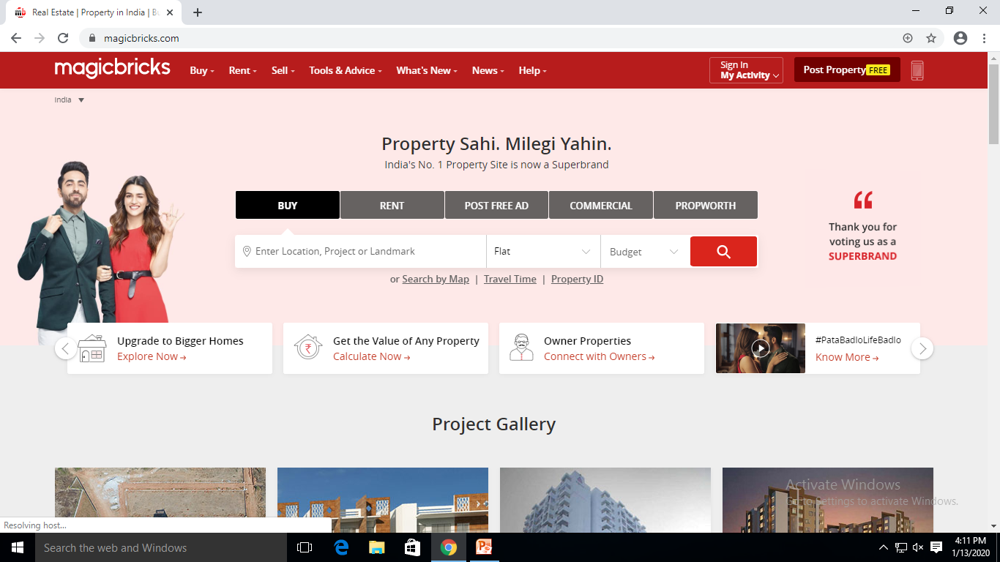 Real Estate | Property in India | Bu
magicbricks.com
magicbricks
Buy
Rent
Sell
Tools & Advice
What's New
News
Help
Sign In
My Activity
Post Property FREE
India
Property Sahi. Milegi Yahin.
India's No. 1 Property Site is now a Superbrand
BUY
RENT
POST FREE AD
COMMERCIAL
PROPWORTH
Enter Location, Project or Landmark
Flat
Budget
or Search by Map | Travel Time | Property ID
Thank you for
voting us as a
SUPERBRAND
Upgrade to Bigger Homes
Explore Now
Get the Value of Any Property
Calculate Now
Owner Properties
Connect with Owners
#PataBadloLifeBadlo
Know More
Project Gallery
Activate Windows
Go to Settings to activate Windows.
Resolving host...
Search the web and Windows
4:11 PM
1/13/2020